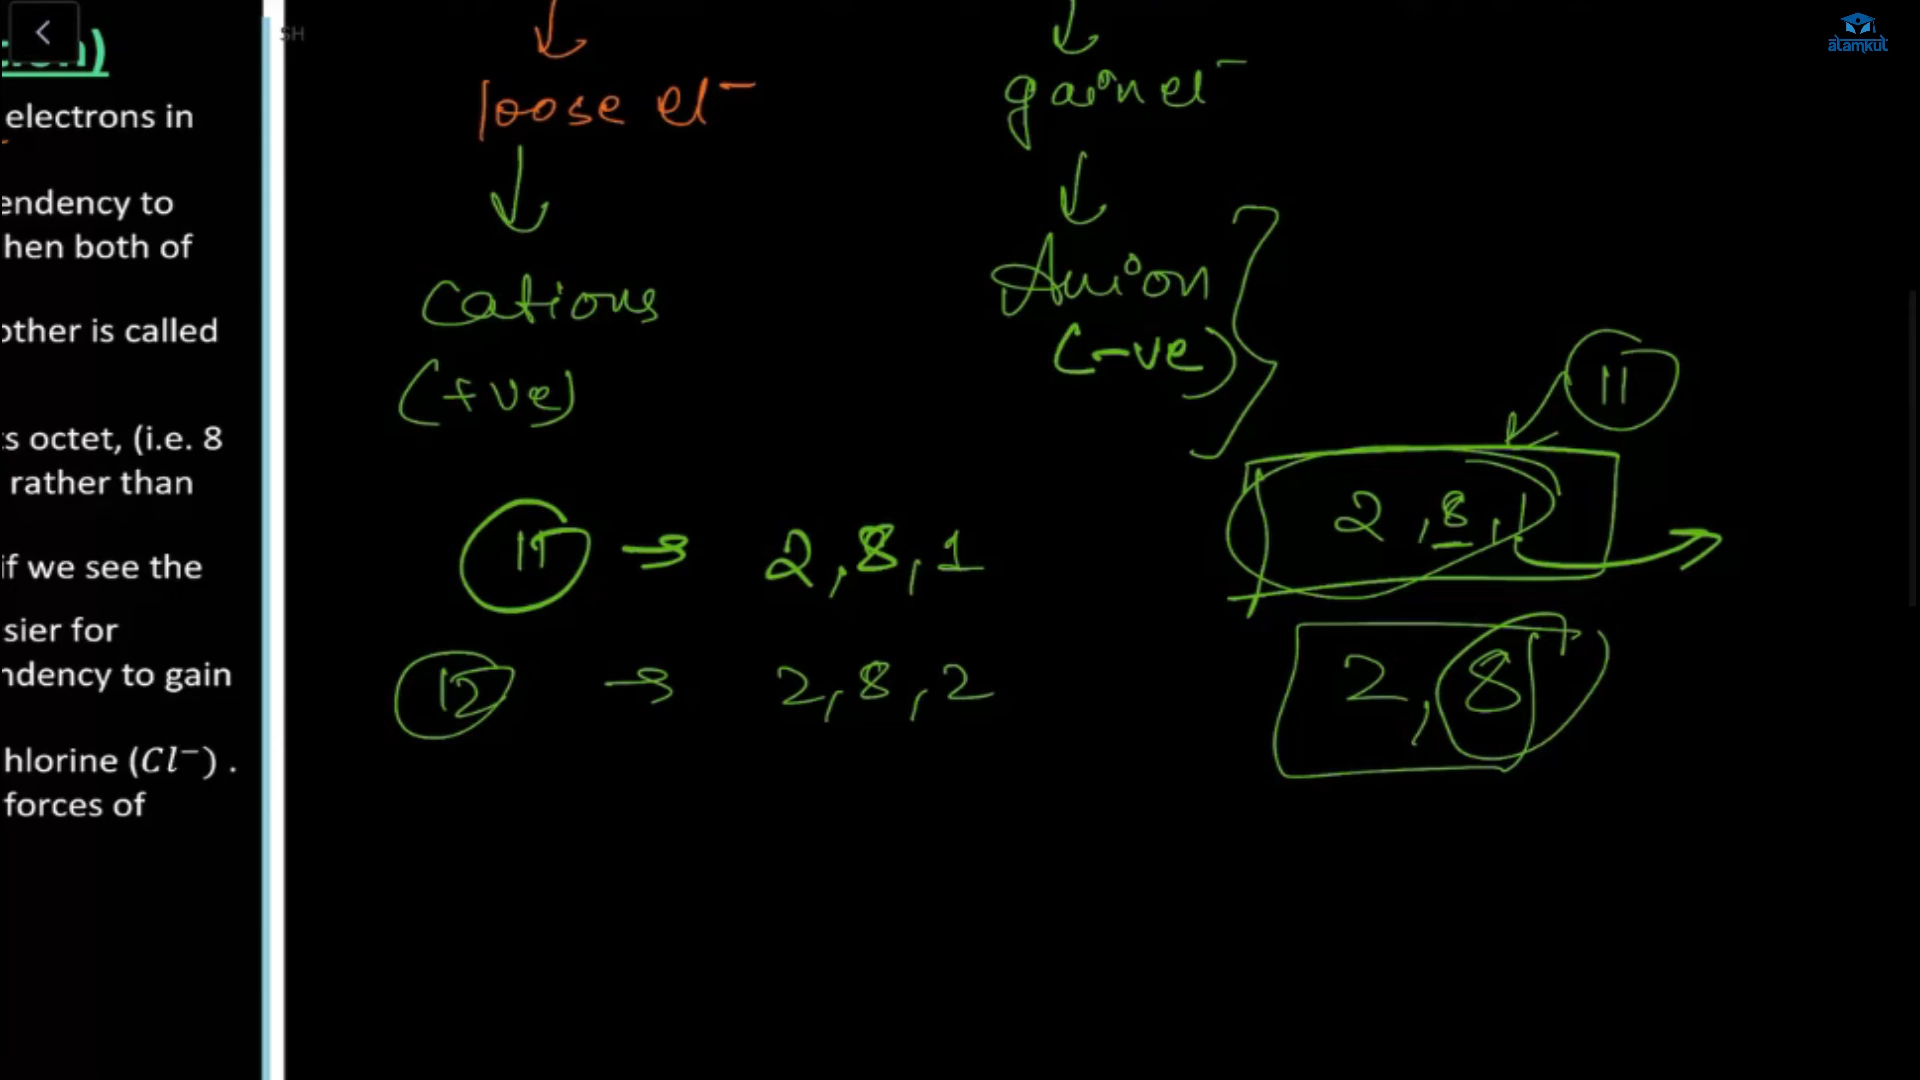 SH
alamkul
electrons in
endency to
hen both of
other is called
s octet, (i.e. 8
rather than
if we see the
sier for
ndency to gain
hlorine (Cl⁻) .
forces of
loose el⁻
cations
(+ve)
gain el⁻
Anion
(-ve)
11 → 2, 8, 1
12 → 2, 8, 2
11
2, 8, 1
2, 8